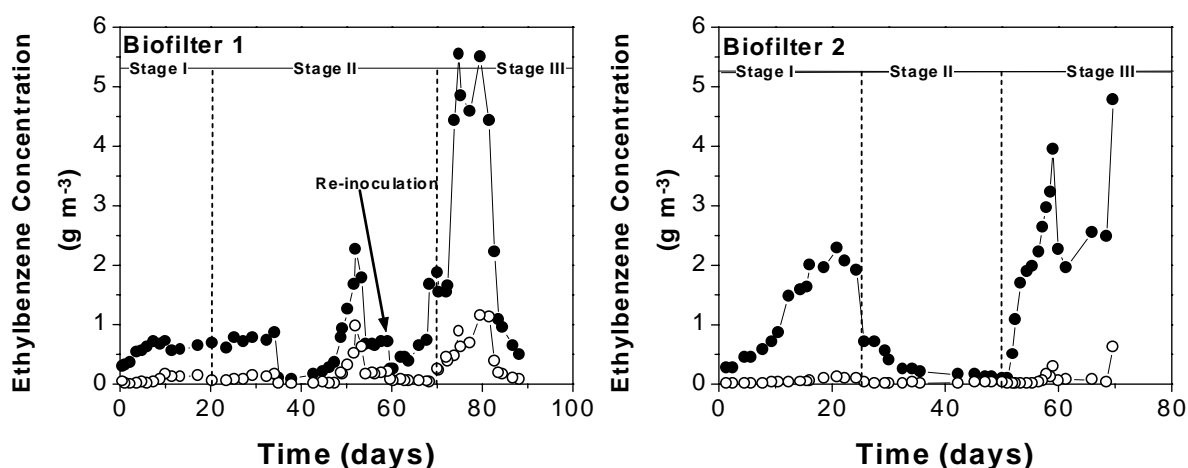 Biofilter 1
Stage I
Stage II
Stage III
Re-inoculation
Ethylbenzene Concentration
(g m-3)
6
5
4
3
2
1
0
0
20
40
60
80
100
Time (days)
Biofilter 2
Stage I
Stage II
Stage III
Ethylbenzene Concentration
(g m-3)
6
5
4
3
2
1
0
0
20
40
60
80
Time (days)